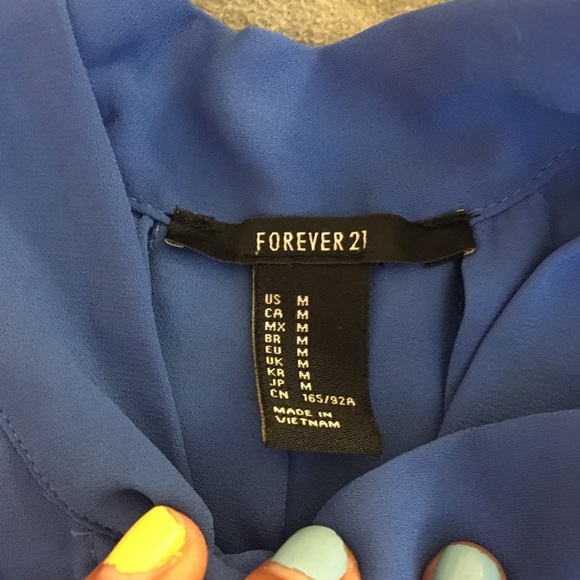 FOREVER 21
US M
CA M
MX M
BR M
EU M
UK M
KR M
JP M
CN 165/92A
MADE IN
VIETNAM